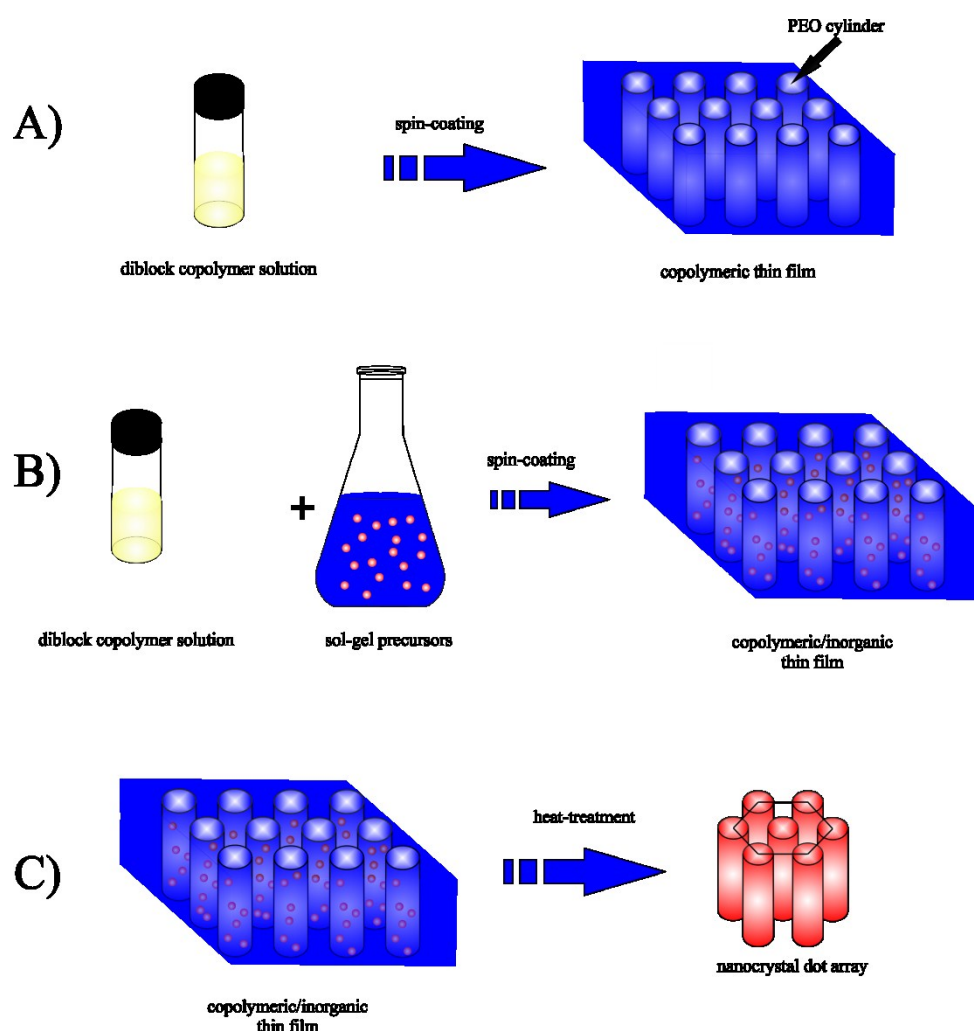 PEO cylinder
A)
spin-coating
diblock copolymer solution
copolymeric thin film
B)
spin-coating
+
diblock copolymer solution
sol-gel precursors
copolymeric/inorganic
thin film
C)
heat-treatment
nanocrystal dot array
copolymeric/inorganic
thin film